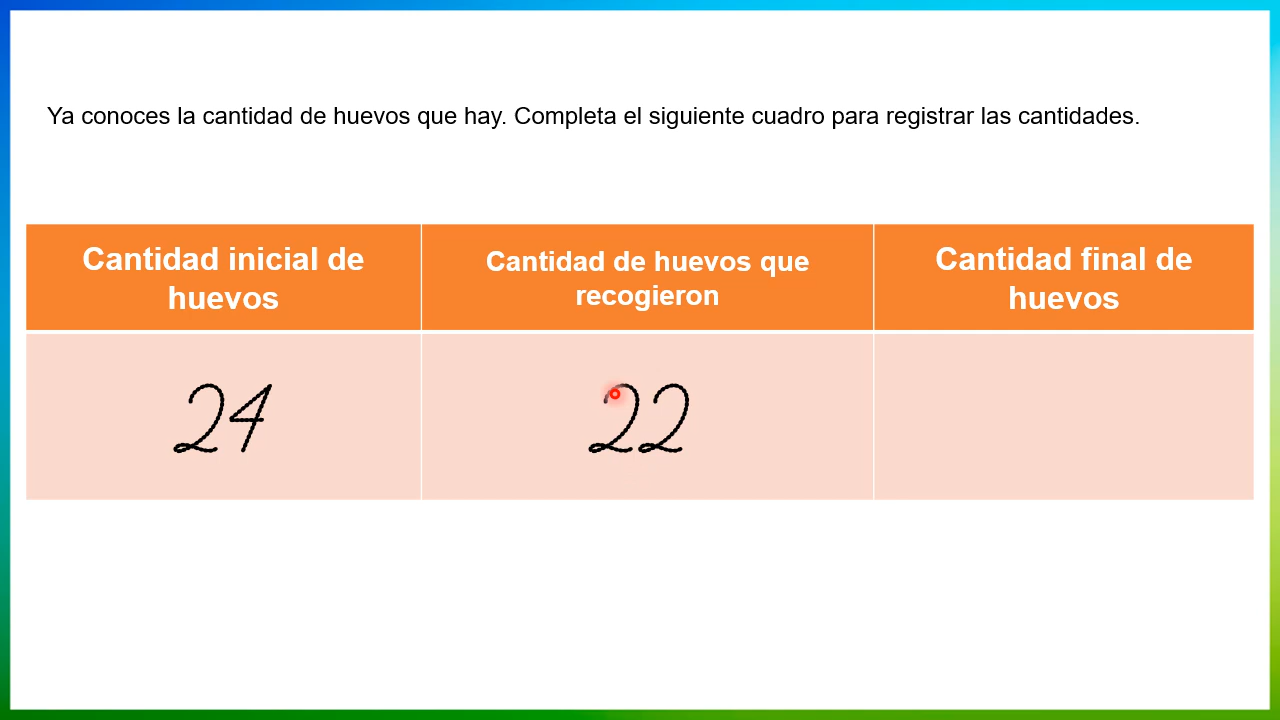 Ya conoces la cantidad de huevos que hay. Completa el siguiente cuadro para registrar las cantidades.
Cantidad inicial de
huevos
Cantidad de huevos que
recogieron
Cantidad final de
huevos
24
22